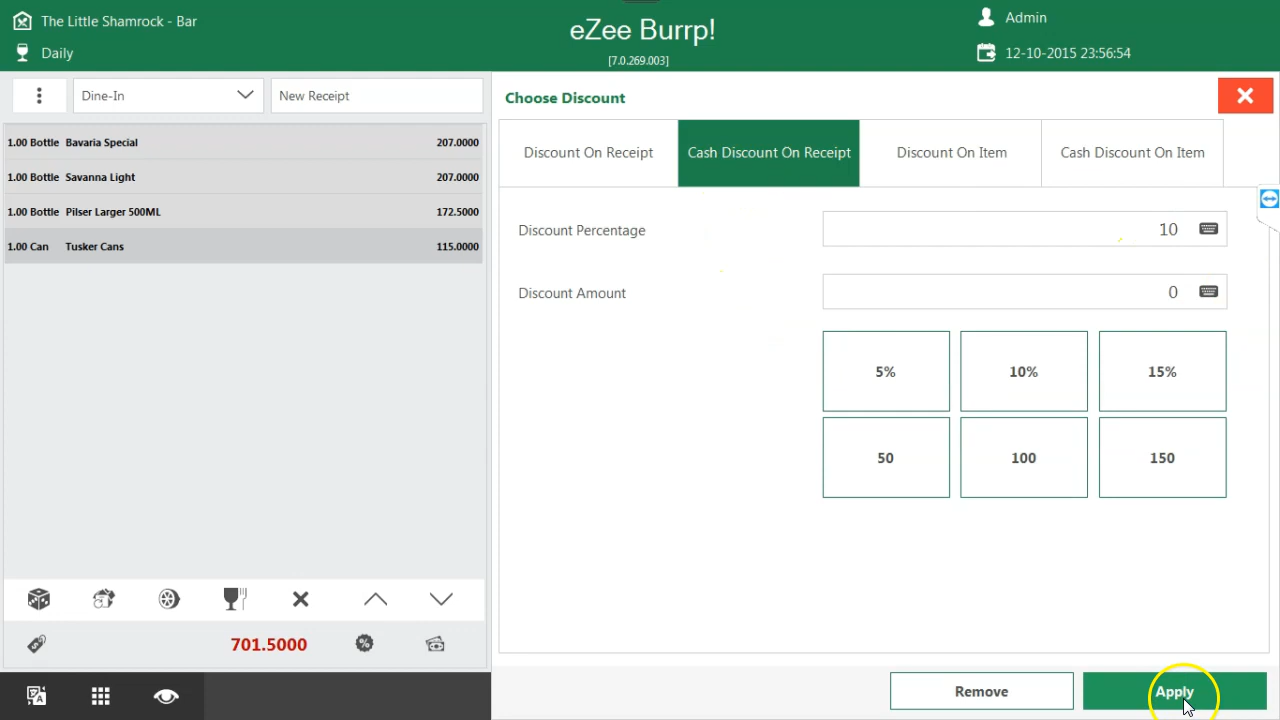 The Little Shamrock - Bar
Daily
eZee Burrp!
[7.0.269.003]
Admin
12-10-2015 23:56:54
Dine-In
New Receipt
1.00 Bottle Bavaria Special 207.0000
1.00 Bottle Savanna Light 207.0000
1.00 Bottle Pilser Larger 500ML 172.5000
1.00 Can Tusker Cans 115.0000
701.5000
Choose Discount
Discount On Receipt
Cash Discount On Receipt
Discount On Item
Cash Discount On Item
Discount Percentage 10
Discount Amount 0
5% 10% 15%
50 100 150
Remove
Apply